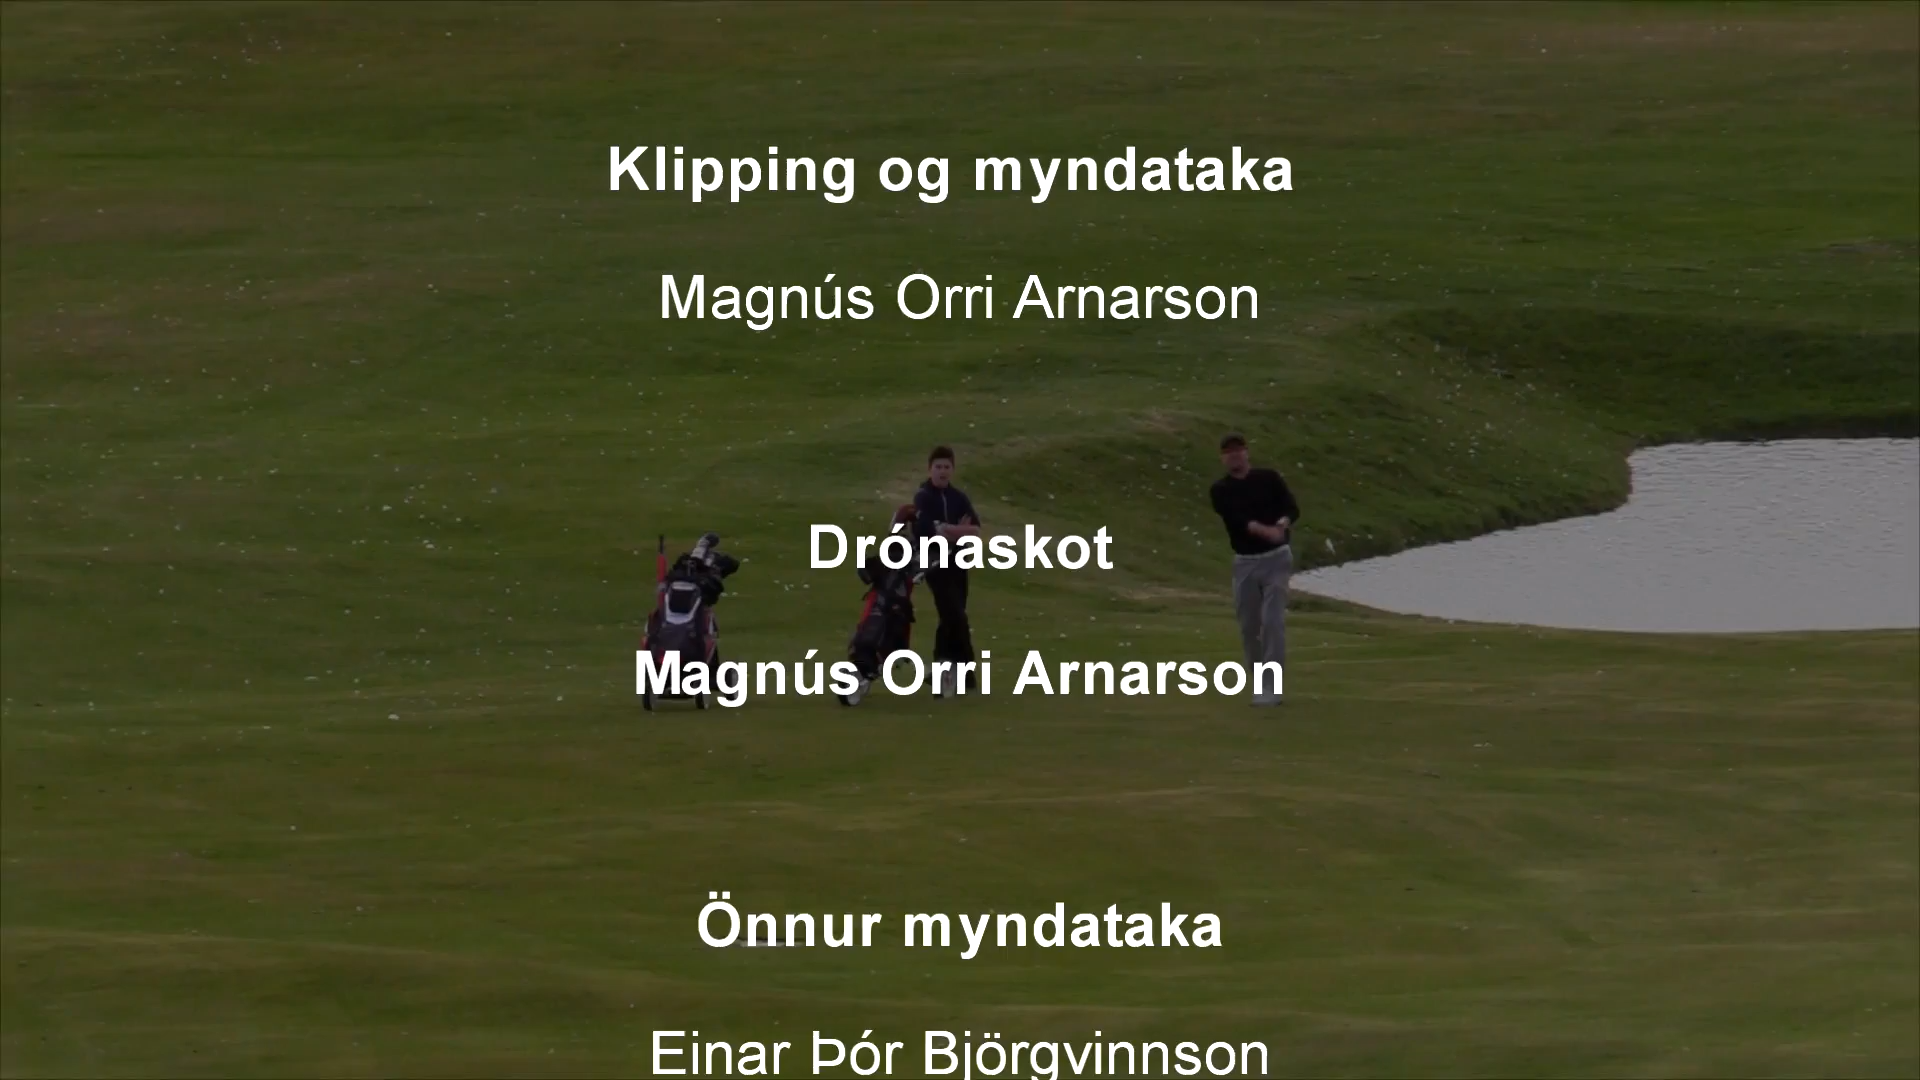 Klipping og myndataka
Magnús Orri Arnarson
Drónaskot
Magnús Orri Arnarson
Önnur myndataka
Einar Þór Björgvinnson